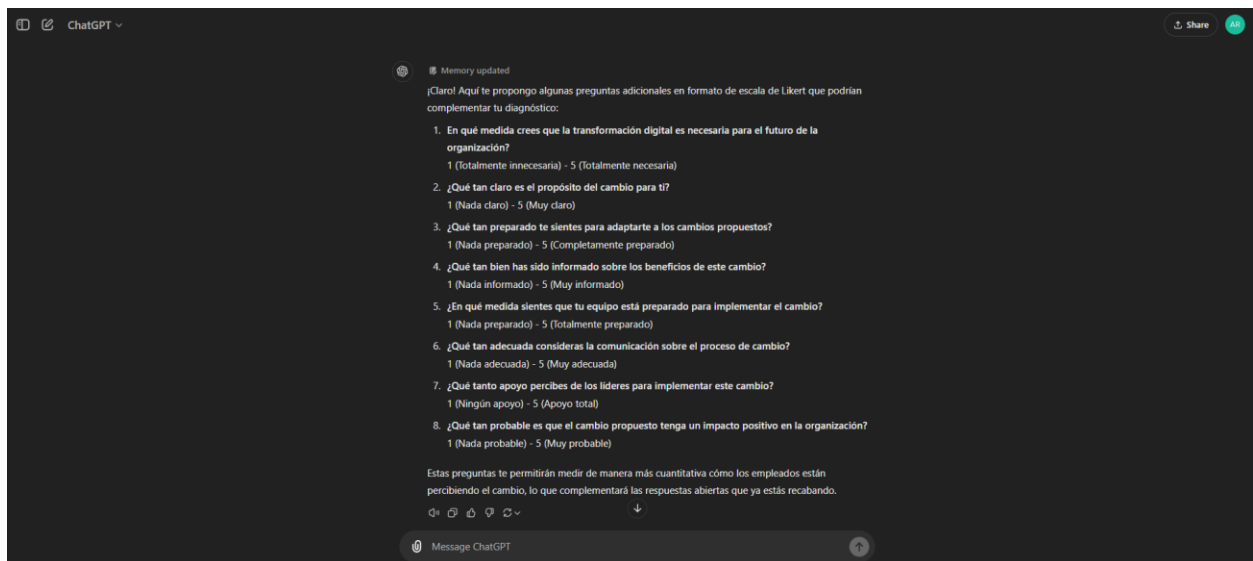 ChatGPT
Share
AR
Memory updated
¡Claro! Aquí te propongo algunas preguntas adicionales en formato de escala de Likert que podrían
complementar tu diagnóstico:
1. En qué medida crees que la transformación digital es necesaria para el futuro de la
organización?
1 (Totalmente innecesaria) - 5 (Totalmente necesaria)
2. ¿Qué tan claro es el propósito del cambio para ti?
1 (Nada claro) - 5 (Muy claro)
3. ¿Qué tan preparado te sientes para adaptarte a los cambios propuestos?
1 (Nada preparado) - 5 (Completamente preparado)
4. ¿Qué tan bien has sido informado sobre los beneficios de este cambio?
1 (Nada informado) - 5 (Muy informado)
5. ¿En qué medida sientes que tu equipo está preparado para implementar el cambio?
1 (Nada preparado) - 5 (Totalmente preparado)
6. ¿Qué tan adecuada consideras la comunicación sobre el proceso de cambio?
1 (Nada adecuada) - 5 (Muy adecuada)
7. ¿Qué tanto apoyo percibes de los líderes para implementar este cambio?
1 (Ningún apoyo) - 5 (Apoyo total)
8. ¿Qué tan probable es que el cambio propuesto tenga un impacto positivo en la organización?
1 (Nada probable) - 5 (Muy probable)
Estas preguntas te permitirán medir de manera más cuantitativa cómo los empleados están
percibiendo el cambio, lo que complementará las respuestas abiertas que ya estás recabando.
Message ChatGPT